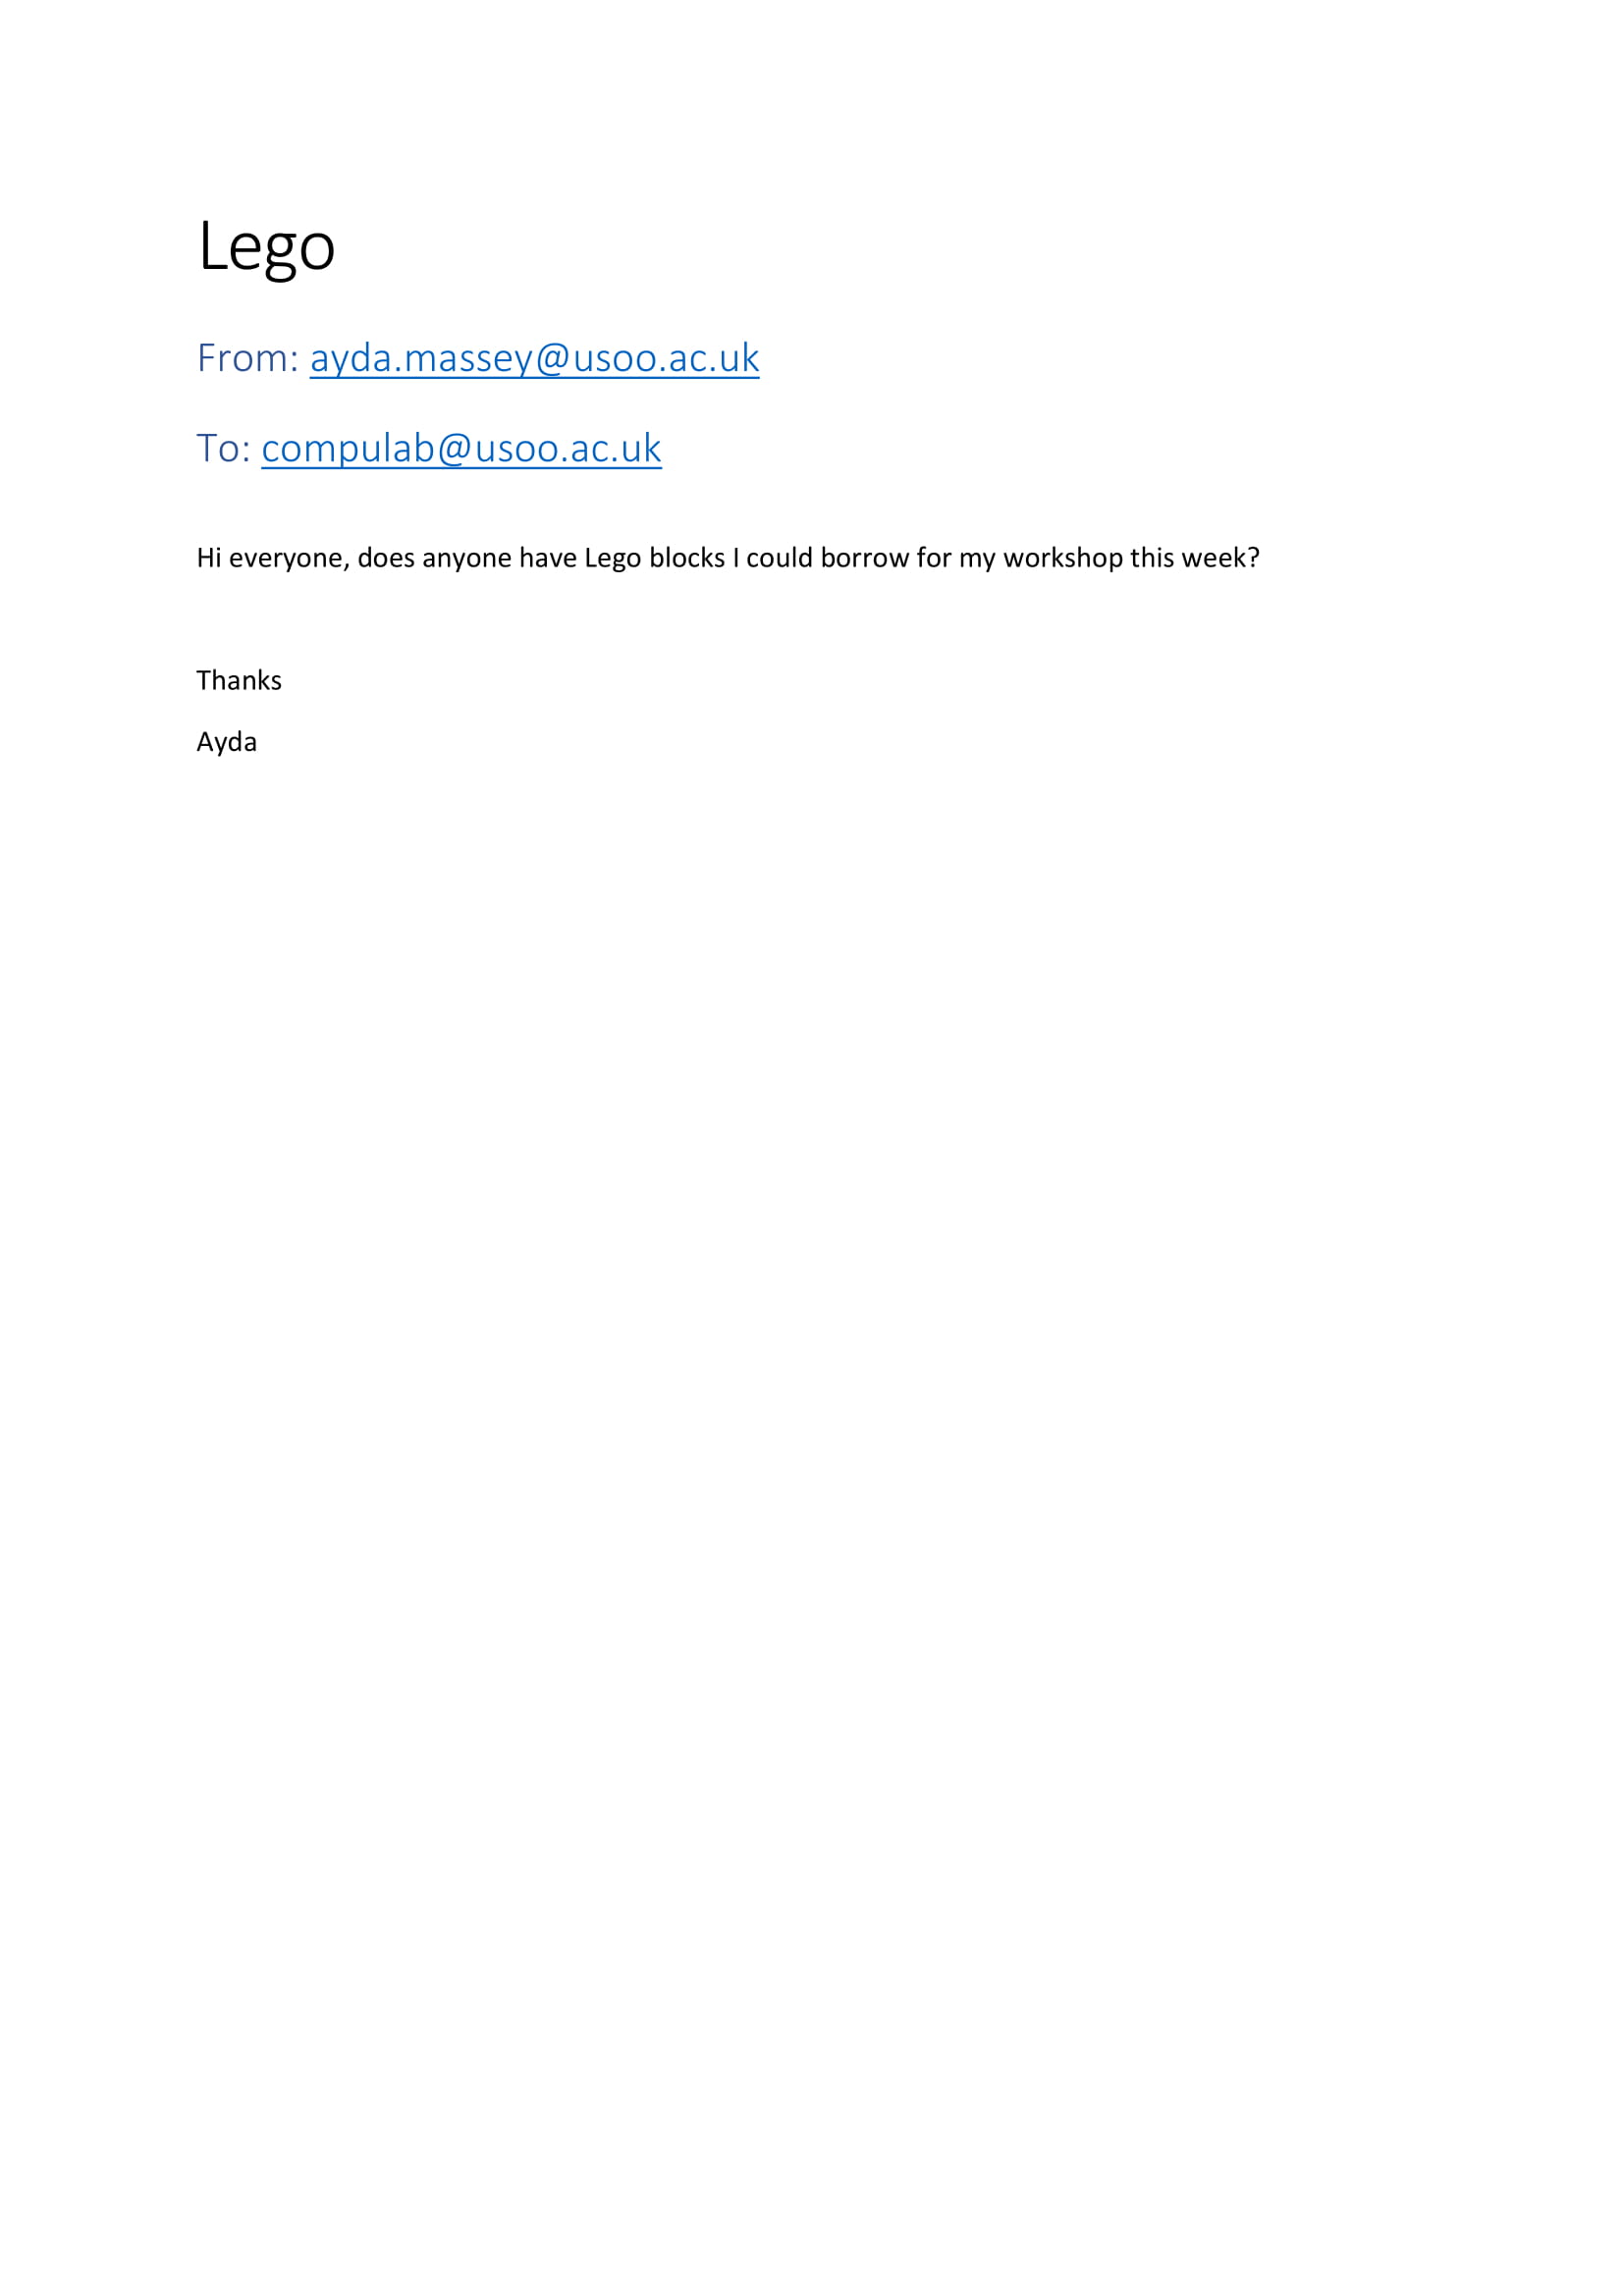 Lego
From: ayda.massey@usoo.ac.uk
To: compulab@usoo.ac.uk
Hi everyone, does anyone have Lego blocks I could borrow for my workshop this week?
Thanks
Ayda